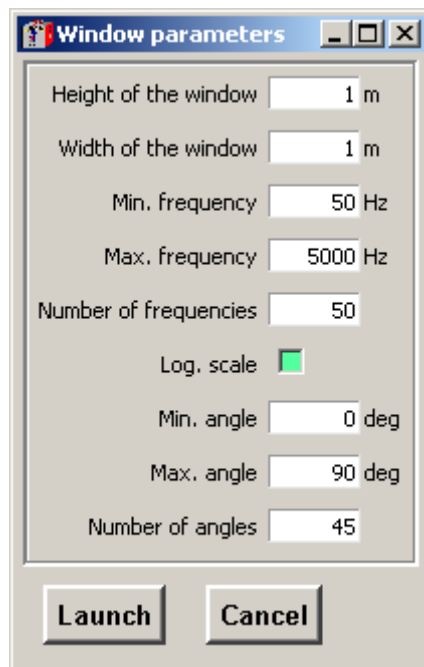 Window parameters
Height of the window 1 m
Width of the window 1 m
Min. frequency 50 Hz
Max. frequency 5000 Hz
Number of frequencies 50
Log. scale
Min. angle 0 deg
Max. angle 90 deg
Number of angles 45
Launch Cancel